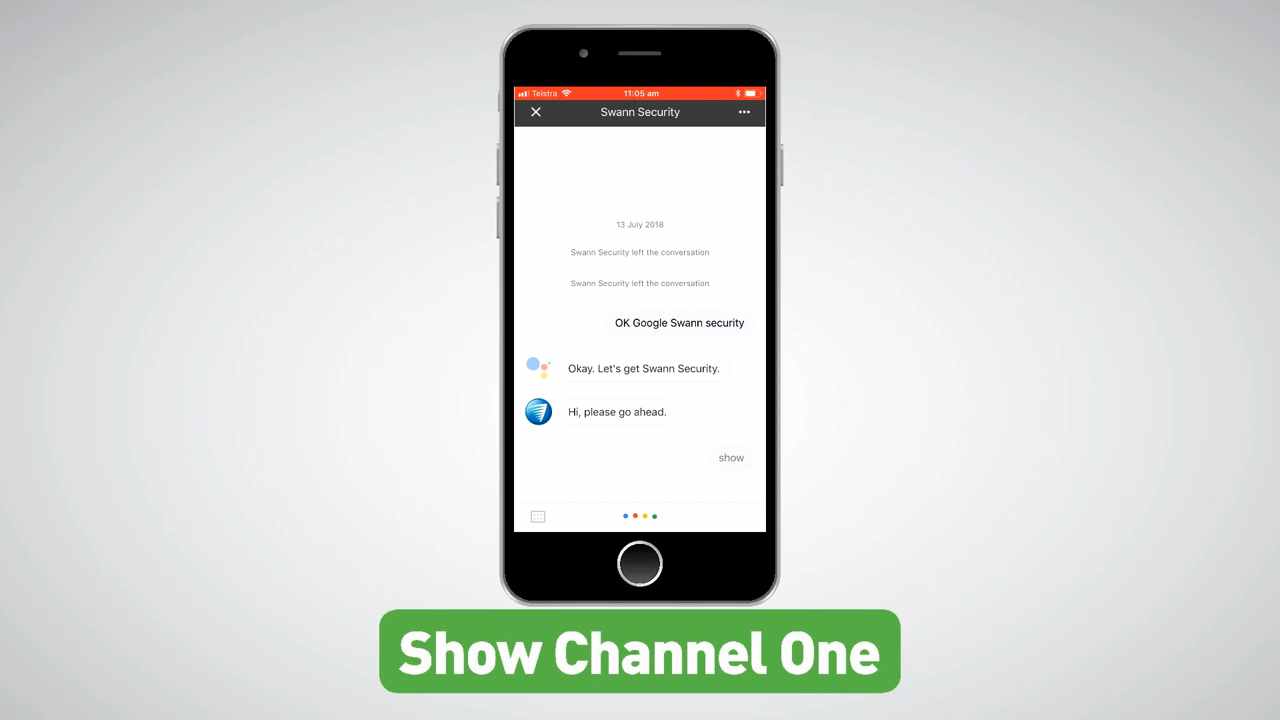 Telstra 11:05 am
Swann Security
13 July 2018
Swann Security left the conversation
Swann Security left the conversation
OK Google Swann security
Okay. Let's get Swann Security.
Hi, please go ahead.
show
Show Channel One